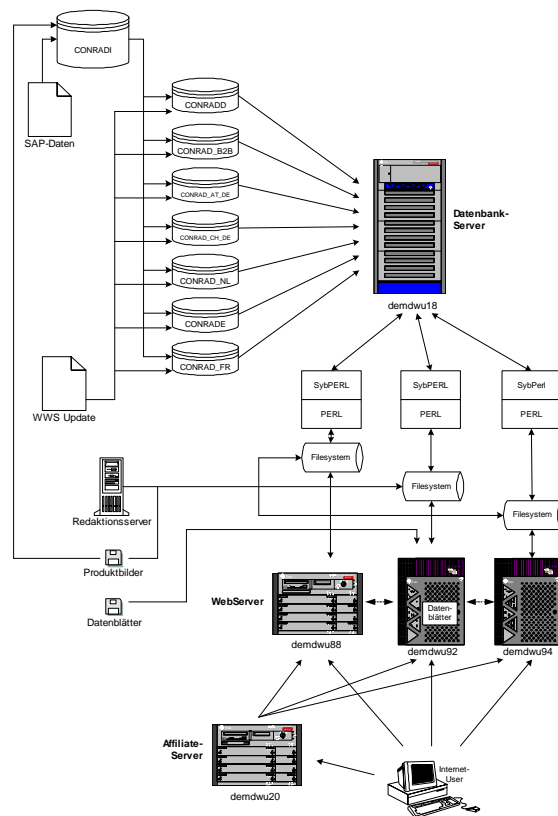 CONRADI
SAP-Daten
CONRADD
CONRAD_B2B
CONRAD_AT_DE
CONRAD_CH_DE
CONRAD_NL
CONRADE
CONRAD_FR
WWS Update
Datenbank-
Server
demdwu18
SybPERL
PERL
SybPERL
PERL
SybPerl
PERL
Filesystem
Filesystem
Filesystem
Redaktionsserver
Produktbilder
Datenblätter
WebServer
demdwu88
Daten-
blätter
demdwu92
demdwu94
Affiliate-
Server
demdwu20
Internet-
User